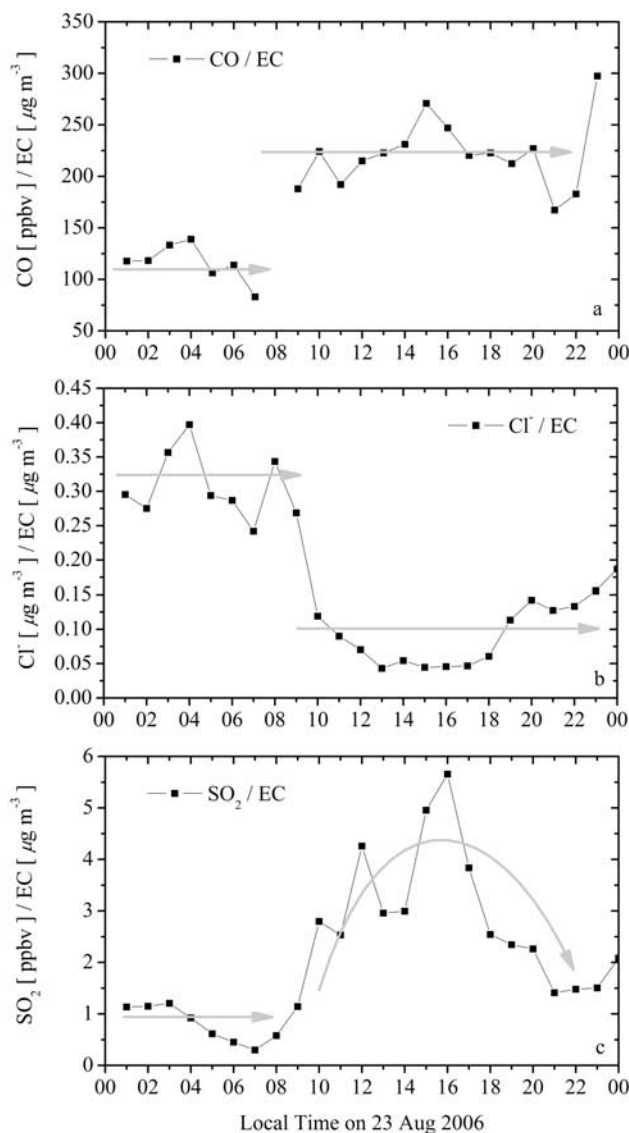 350
300
250
200
150
100
50
CO [ ppbv ] / EC [ µg m⁻³ ]
CO / EC
a
00 02 04 06 08 10 12 14 16 18 20 22 00
0.45
0.40
0.35
0.30
0.25
0.20
0.15
0.10
0.05
0.00
Cl⁻ [ µg m⁻³ ] / EC [ µg m⁻³ ]
Cl⁻ / EC
b
00 02 04 06 08 10 12 14 16 18 20 22 00
6
5
4
3
2
1
0
SO₂ [ ppbv ] / EC [ µg m⁻³ ]
SO₂ / EC
c
00 02 04 06 08 10 12 14 16 18 20 22 00
Local Time on 23 Aug 2006